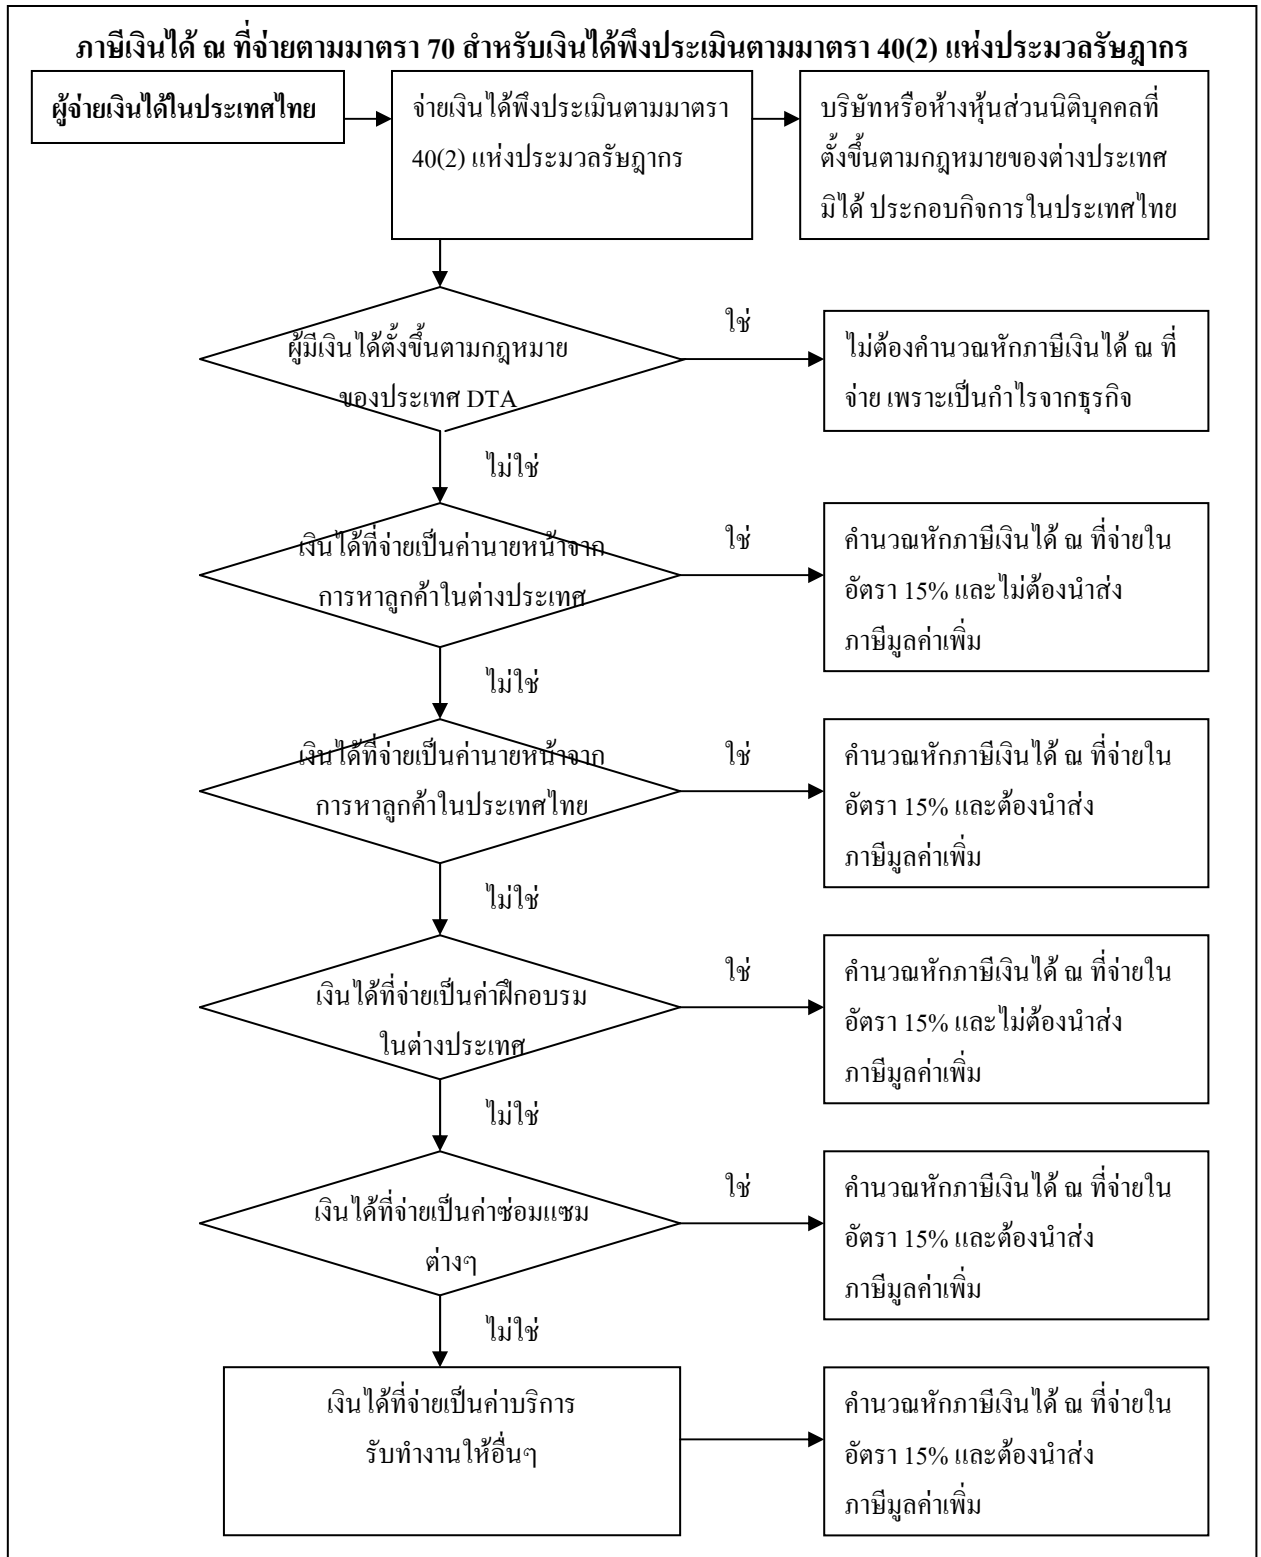 ภาษีเงินได้ ณ ที่จ่ายตามมาตรา 70 สำหรับเงินได้พึงประเมินตามมาตรา 40(2) แห่งประมวลรัษฎากร
ผู้จ่ายเงินได้ในประเทศไทย
จ่ายเงินได้พึงประเมินตามมาตรา
40(2) แห่งประมวลรัษฎากร
บริษัทหรือห้างหุ้นส่วนนิติบุคคลที่
ตั้งขึ้นตามกฎหมายของต่างประเทศ
มิได้ ประกอบกิจการในประเทศไทย
ผู้มีเงินได้ตั้งขึ้นตามกฎหมาย
ของประเทศ DTA
ใช่
ไม่ต้องคำนวณหักภาษีเงินได้ ณ ที่
จ่าย เพราะเป็นกำไรจากธุรกิจ
ไม่ใช่
เงินได้ที่จ่ายเป็นค่านายหน้าจาก
การหาลูกค้าในต่างประเทศ
ใช่
คำนวณหักภาษีเงินได้ ณ ที่จ่ายใน
อัตรา 15% และไม่ต้องนำส่ง
ภาษีมูลค่าเพิ่ม
ไม่ใช่
เงินได้ที่จ่ายเป็นค่านายหน้าจาก
การหาลูกค้าในประเทศไทย
ใช่
คำนวณหักภาษีเงินได้ ณ ที่จ่ายใน
อัตรา 15% และต้องนำส่ง
ภาษีมูลค่าเพิ่ม
ไม่ใช่
เงินได้ที่จ่ายเป็นค่าฝึกอบรม
ในต่างประเทศ
ใช่
คำนวณหักภาษีเงินได้ ณ ที่จ่ายใน
อัตรา 15% และไม่ต้องนำส่ง
ภาษีมูลค่าเพิ่ม
ไม่ใช่
เงินได้ที่จ่ายเป็นค่าซ่อมแซม
ต่างๆ
ใช่
คำนวณหักภาษีเงินได้ ณ ที่จ่ายใน
อัตรา 15% และต้องนำส่ง
ภาษีมูลค่าเพิ่ม
ไม่ใช่
เงินได้ที่จ่ายเป็นค่าบริการ
รับทำงานให้อื่นๆ
คำนวณหักภาษีเงินได้ ณ ที่จ่ายใน
อัตรา 15% และต้องนำส่ง
ภาษีมูลค่าเพิ่ม